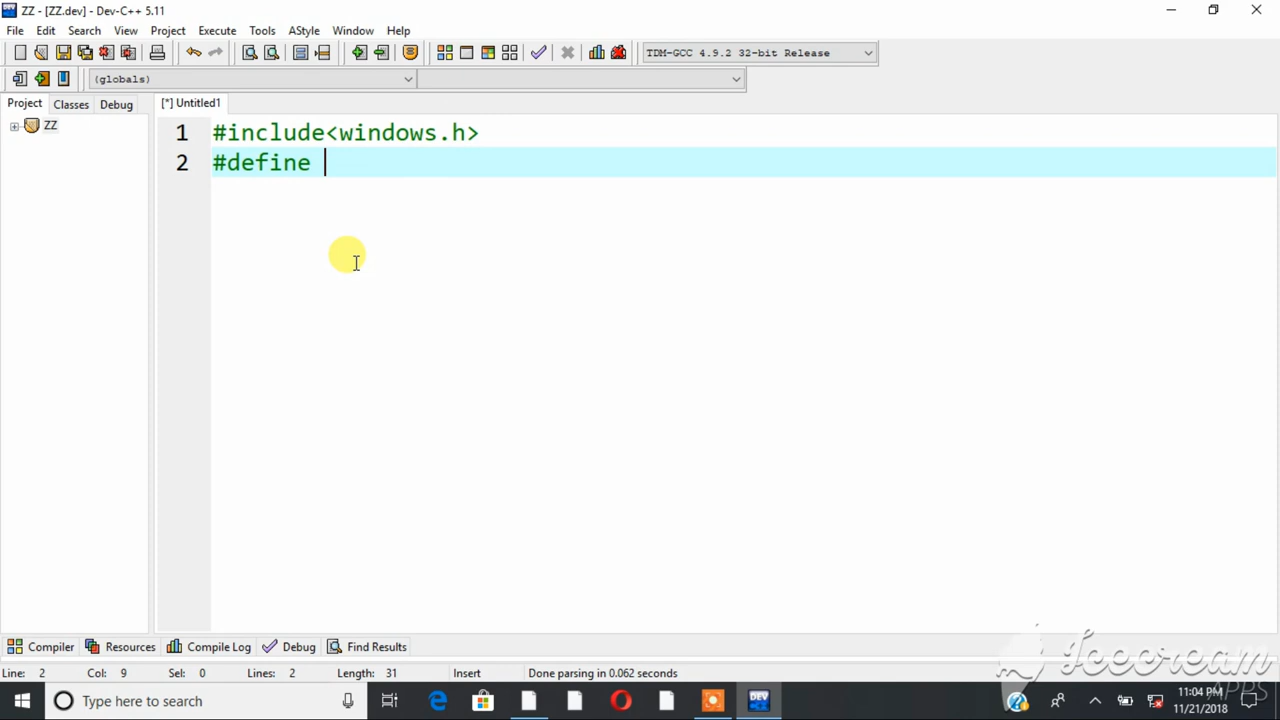 ZZ - [ZZ.dev] - Dev-C++ 5.11
File Edit Search View Project Execute Tools AStyle Window Help
TDM-GCC 4.9.2 32-bit Release
(globals)
Project Classes Debug [*] Untitled1
ZZ
1 #include<windows.h>
2 #define
Compiler Resources Compile Log Debug Find Results
Line: 2 Col: 9 Sel: 0 Lines: 2 Length: 31 Insert Done parsing in 0.062 seconds
Icecream
APPS
Type here to search
DEV
11:04 PM
11/21/2018